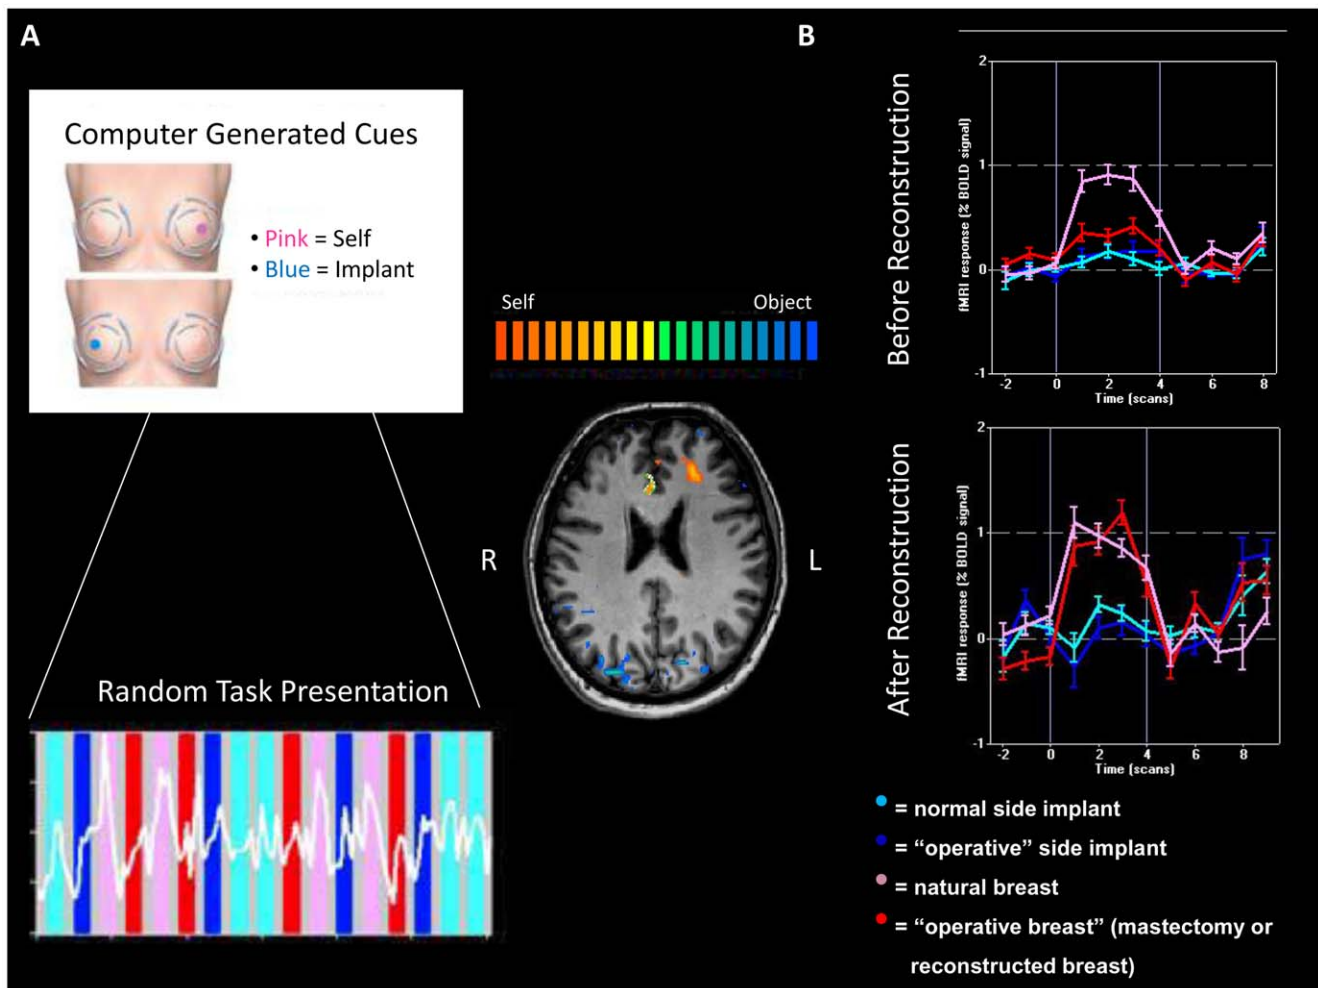 A
Computer Generated Cues
• Pink = Self
• Blue = Implant
Self
Object
R
L
Random Task Presentation
B
Before Reconstruction
fMRI response (% BOLD signal)
2
1
0
-1
-2
0
2
4
6
8
Time (scans)
After Reconstruction
fMRI response (% BOLD signal)
2
1
0
-1
-2
0
2
4
6
8
Time (scans)
= normal side implant
= “operative” side implant
= natural breast
= “operative breast” (mastectomy or
reconstructed breast)